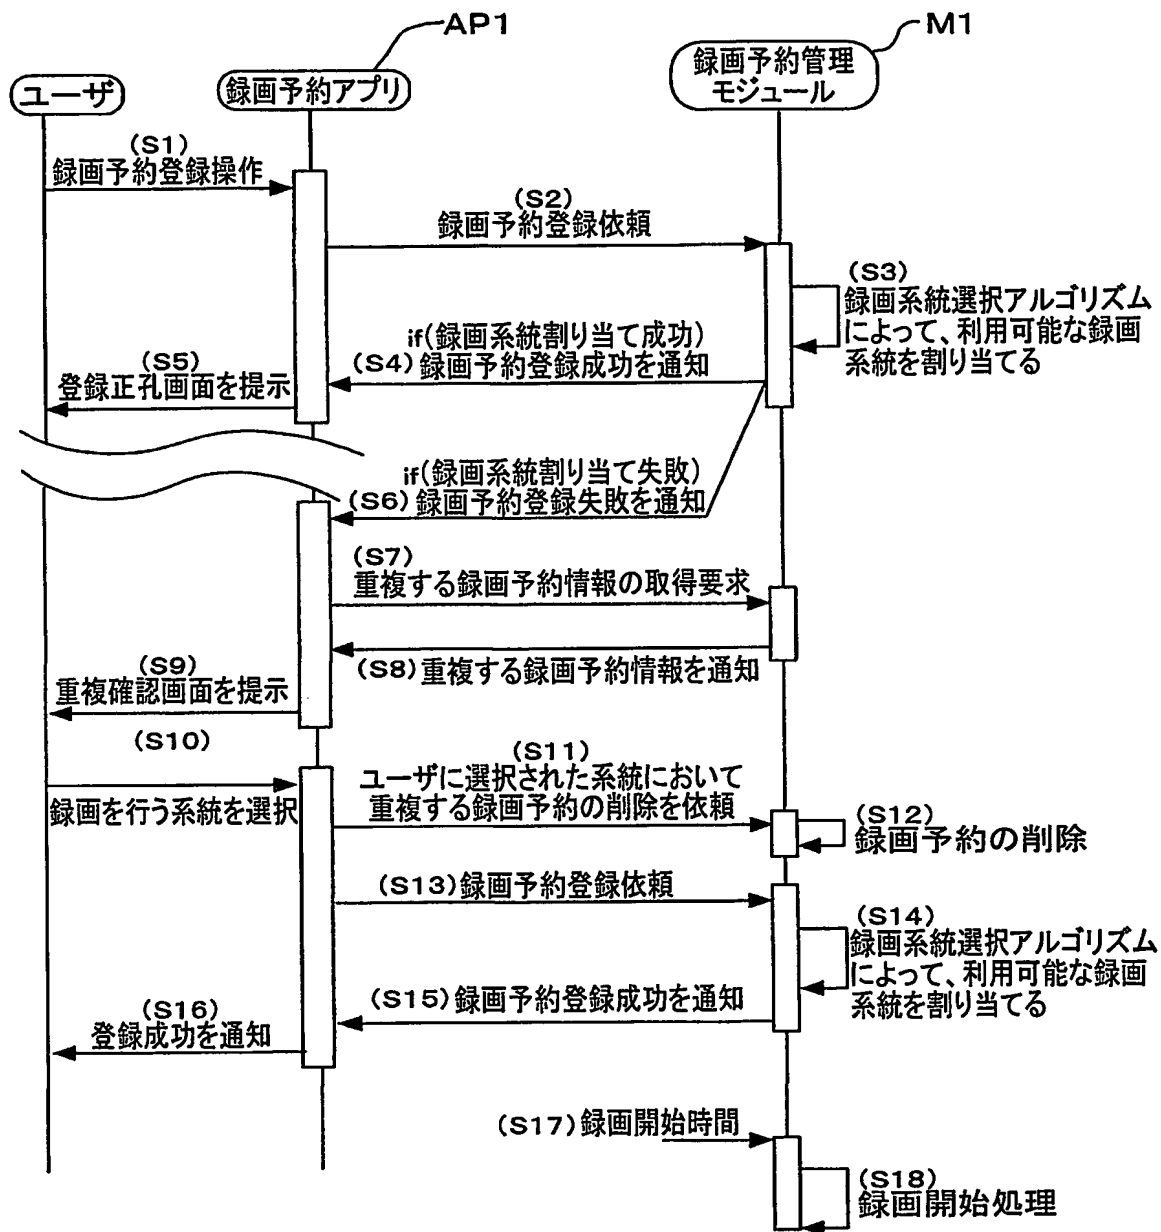 AP1
M1
ユーザ
録画予約アプリ
録画予約管理
モジュール
(S1)
録画予約登録操作
(S2)
録画予約登録依頼
(S3)
録画系統選択アルゴリズム
によって、利用可能な録画
系統を割り当てる
if(録画系統割り当て成功)
(S4)録画予約登録成功を通知
(S5)
登録正孔画面を提示
if(録画系統割り当て失敗)
(S6)録画予約登録失敗を通知
(S7)
重複する録画予約情報の取得要求
(S8)重複する録画予約情報を通知
(S9)
重複確認画面を提示
(S10)
録画を行う系統を選択
(S11)
ユーザに選択された系統において
重複する録画予約の削除を依頼
(S12)
録画予約の削除
(S13)録画予約登録依頼
(S14)
録画系統選択アルゴリズム
によって、利用可能な録画
系統を割り当てる
(S15)録画予約登録成功を通知
(S16)
登録成功を通知
(S17)録画開始時間
(S18)
録画開始処理